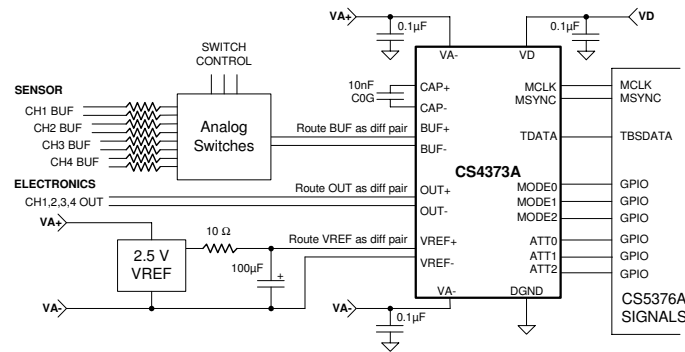 VA+
0.1µF
0.1µF
VD
SWITCH
CONTROL
VA-
VD
SENSOR
CH1 BUF
CH2 BUF
CH3 BUF
CH4 BUF
Analog
Switches
10nF
C0G
CAP+
CAP-
Route BUF as diff pair
BUF+
BUF-
CS4373A
MCLK
MSYNC
MCLK
MSYNC
TDATA
TBSDATA
ELECTRONICS
CH1,2,3,4 OUT
Route OUT as diff pair
OUT+
OUT-
MODE0
MODE1
MODE2
GPIO
GPIO
GPIO
VA+
2.5 V
VREF
10 Ω
100µF
+
Route VREF as diff pair
VREF+
VREF-
ATT0
ATT1
ATT2
GPIO
GPIO
GPIO
VA-
VA-
0.1µF
VA-
DGND
CS5376A
SIGNALS